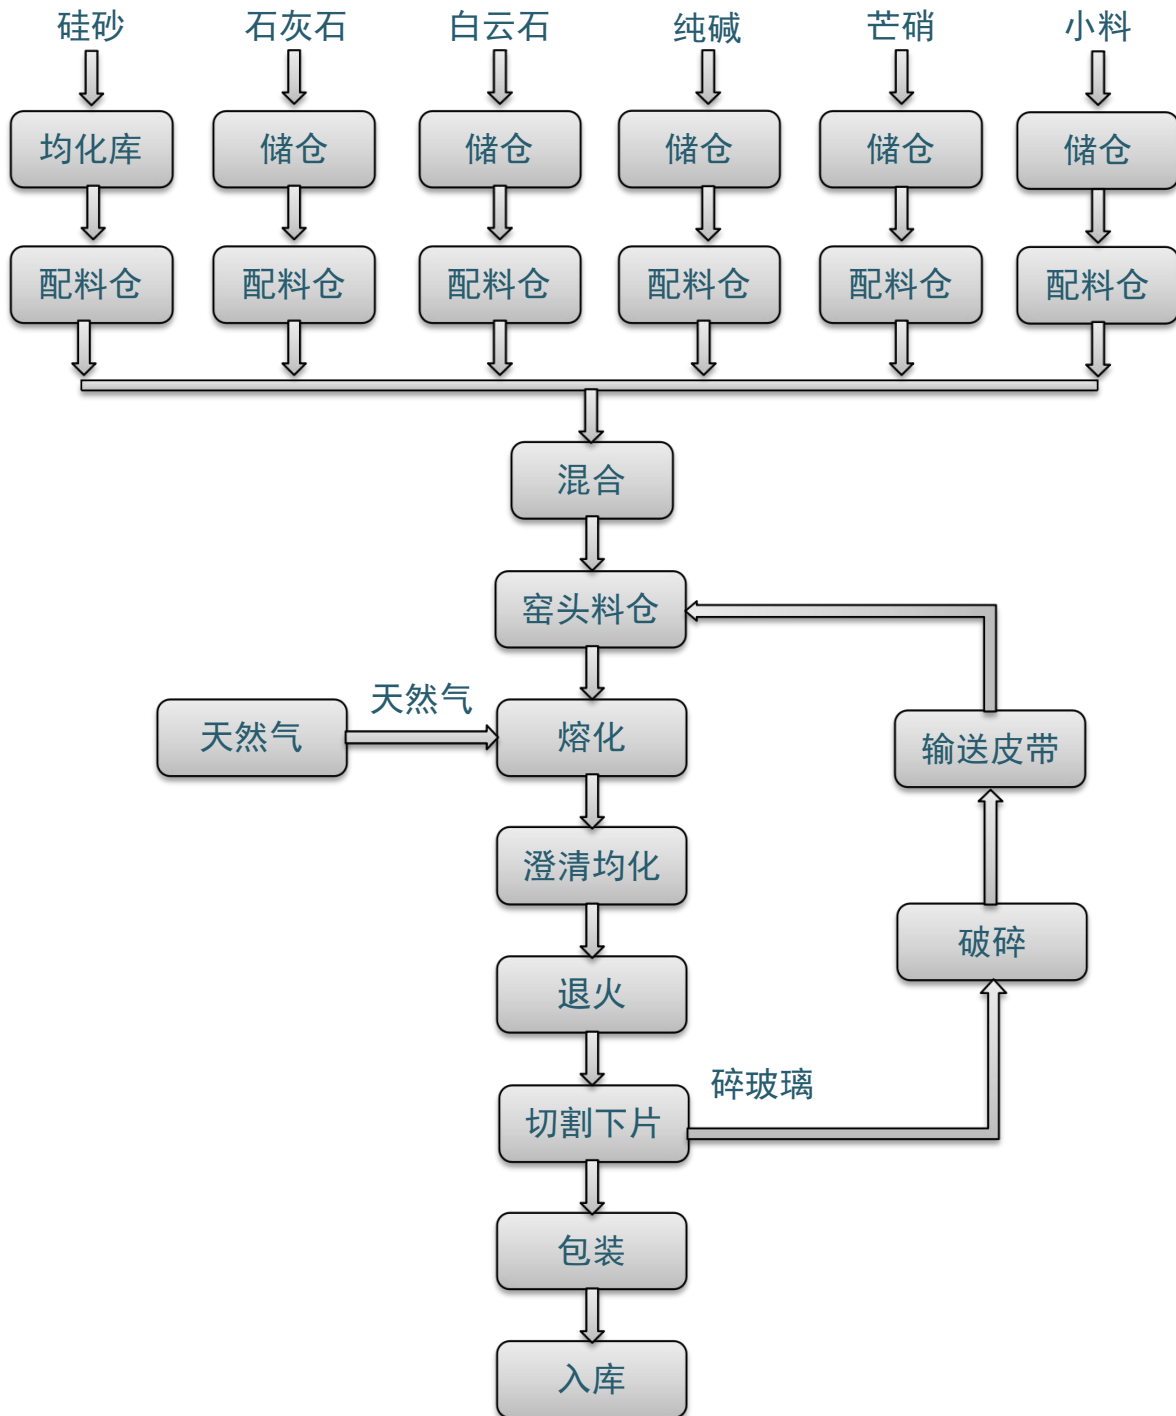 硅砂 石灰石 白云石 纯碱 芒硝 小料
均化库 储仓 储仓 储仓 储仓 储仓
配料仓 配料仓 配料仓 配料仓 配料仓 配料仓
混合
窑头料仓
天然气
天然气 熔化 输送皮带
澄清均化
破碎
退火
碎玻璃
切割下片
包装
入库